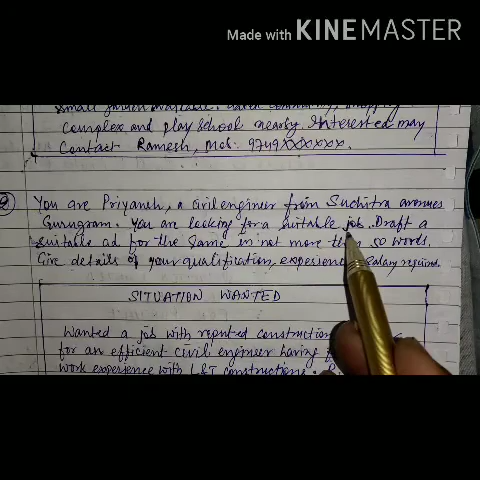 Made with KINEMASTER
Complex and play school nearby. Interested may
Contact Ramesh, Mob: 9749XXXXXXX.
You are Priyansh, a civil engineer from Suchitra avenues
Gurugram. You are looking for a suitable job. Draft a
suitable ad for the same in not more 50 words.
Give details of your qualification, experience salary required.
SITUATION WANTED
Wanted a job with reputed construction
for an efficient civil engineer having
work experience with L&T constructions.